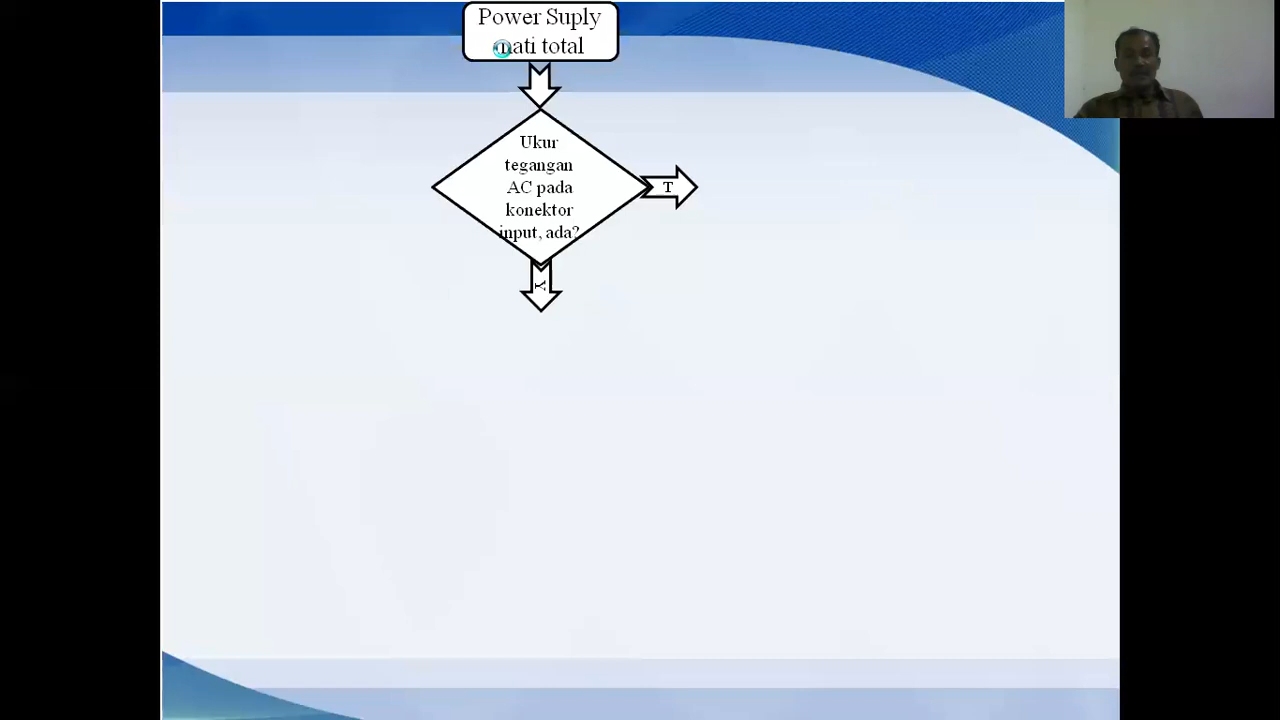 Power Suply
mati total
Ukur
tegangan
AC pada
konektor
input, ada?
T
Y